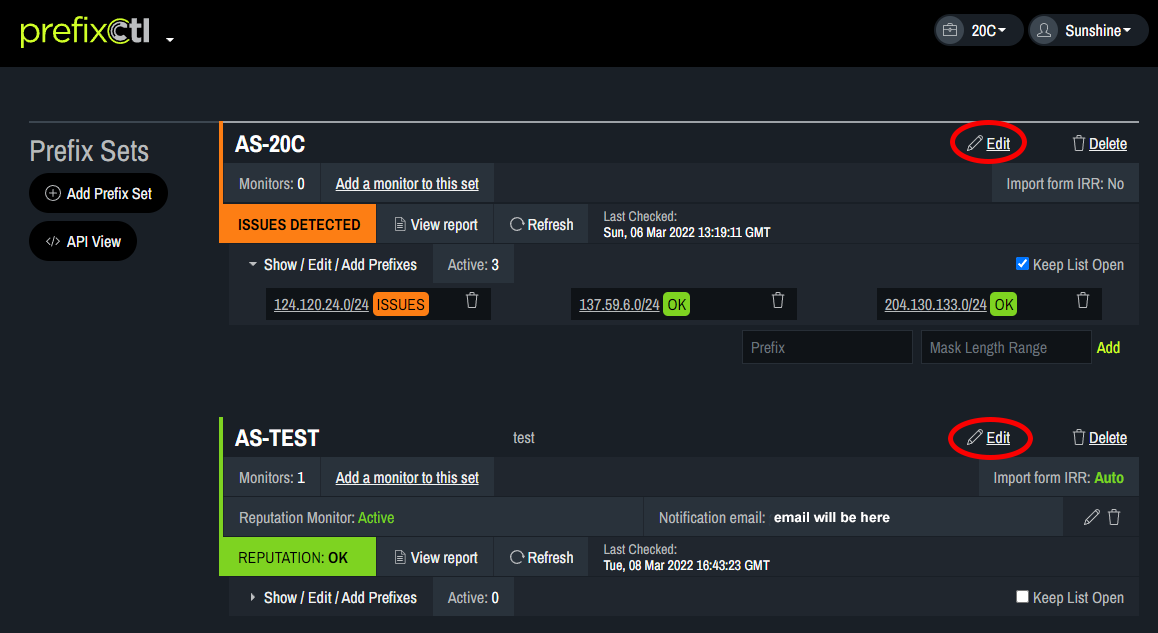 prefixctl
20C
Sunshine
Prefix Sets
Add Prefix Set
API View
AS-20C
Edit
Delete
Monitors: 0
Add a monitor to this set
Import form IRR: No
ISSUES DETECTED
View report
Refresh
Last Checked:
Sun, 06 Mar 2022 13:19:11 GMT
Show / Edit / Add Prefixes
Active: 3
Keep List Open
124.120.24.0/24 ISSUES
137.59.6.0/24 OK
204.130.133.0/24 OK
Prefix
Mask Length Range
Add
AS-TEST
test
Edit
Delete
Monitors: 1
Add a monitor to this set
Import form IRR: Auto
Reputation Monitor: Active
Notification email: email will be here
REPUTATION: OK
View report
Refresh
Last Checked:
Tue, 08 Mar 2022 16:43:23 GMT
Show / Edit / Add Prefixes
Active: 0
Keep List Open